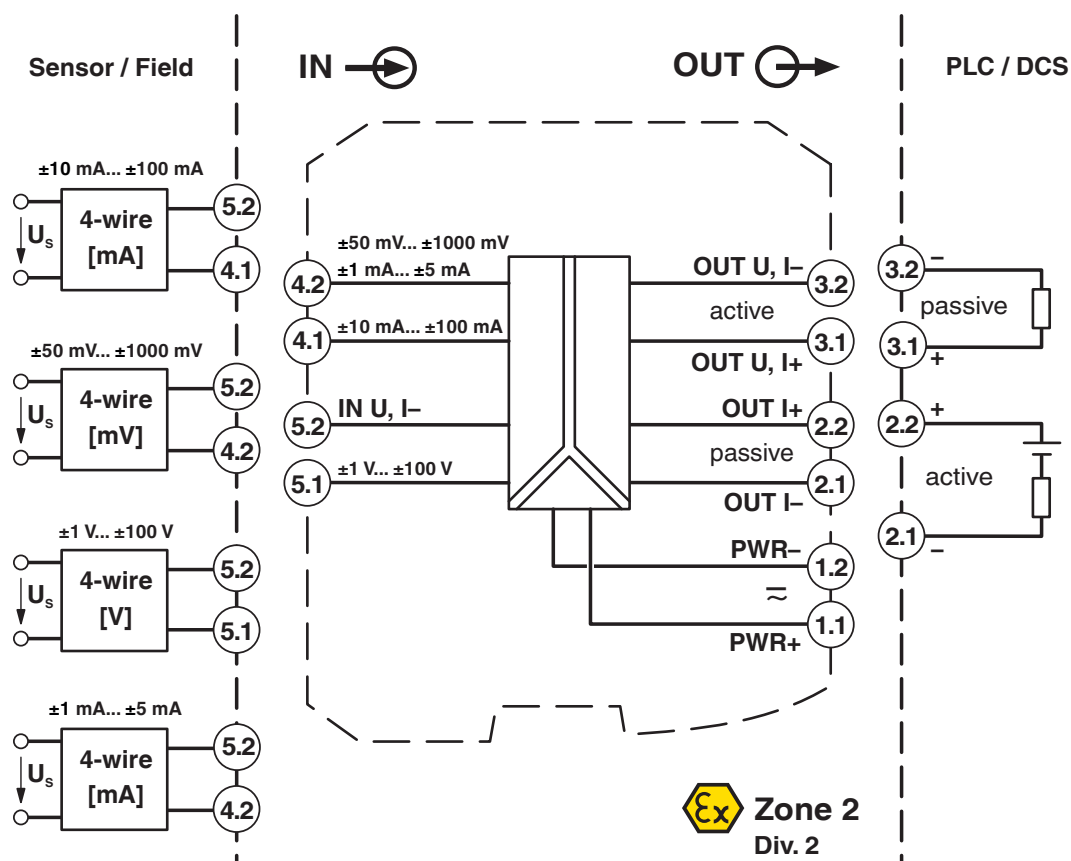 Sensor / Field
IN
OUT
PLC / DCS
±10 mA... ±100 mA
4-wire
[mA]
Us
5.2
4.1
±50 mV... ±1000 mV
4-wire
[mV]
Us
5.2
4.2
±1 V... ±100 V
4-wire
[V]
Us
5.2
5.1
±1 mA... ±5 mA
4-wire
[mA]
Us
5.2
4.2
±50 mV... ±1000 mV
4.2
±1 mA... ±5 mA
4.1
±10 mA... ±100 mA
5.2
IN U, I–
5.1
±1 V... ±100 V
OUT U, I–
3.2
active
3.1
OUT U, I+
OUT I+
2.2
passive
2.1
OUT I–
PWR–
1.2
1.1
PWR+
3.2 –
passive
3.1 +
2.2 +
active
2.1 –
Ex
Zone 2
Div. 2